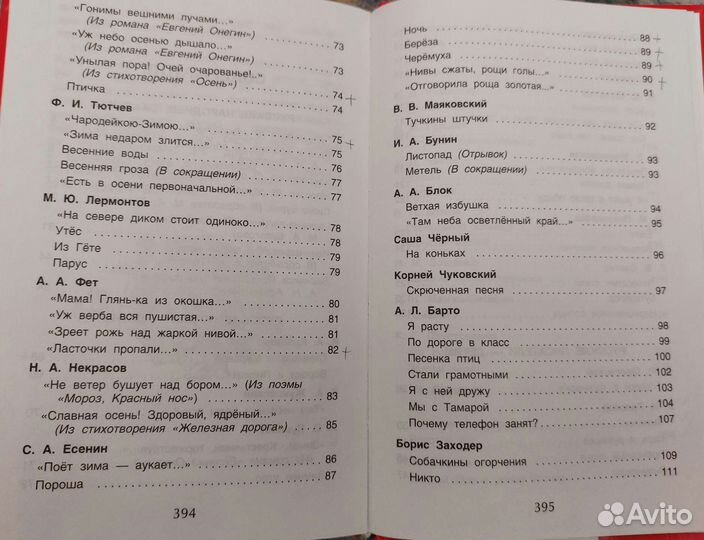 «Гонимы вешними лучами...»
(Из романа «Евгений Онегин») 73
«Уж небо осенью дышало...»
(Из романа «Евгений Онегин») 73
«Унылая пора! Очей очарованье!..»
(Из стихотворения «Осень») 74
Птичка 74
Ф. И. Тютчев
«Чародейкою-Зимою...» 75
«Зима недаром злится...» 75
Весенние воды 76
Весенняя гроза (В сокращении) 77
«Есть в осени первоначальной...» 77
М. Ю. Лермонтов
«На севере диком стоит одиноко...» 78
Утёс 78
Из Гёте 79
Парус 79
А. А. Фет
«Мама! Глянь-ка из окошка...» 80
«Уж верба вся пушистая...» 81
«Зреет рожь над жаркой нивой...» 81
«Ласточки пропали...» 82
Н. А. Некрасов
«Не ветер бушует над бором...» (Из поэмы
«Мороз, Красный нос») 83
«Славная осень! Здоровый, ядрёный...»
(Из стихотворения «Железная дорога») 85
С. А. Есенин
«Поёт зима — аукает...» 86
Пороша 87
394
Ночь 88
Берёза 89
Черёмуха 89
«Нивы сжаты, рощи голы...» 90
«Отговорила роща золотая...» 91
В. В. Маяковский
Тучкины штучки 92
И. А. Бунин
Листопад (Отрывок) 93
Метель (В сокращении) 93
А. А. Блок
Ветхая избушка 94
«Там неба осветлённый край...» 95
Саша Чёрный
На коньках 96
Корней Чуковский
Скрюченная песня 97
А. Л. Барто
Я расту 98
По дороге в класс 99
Песенка птиц 100
Стали грамотными 102
Я с ней дружу 103
Мы с Тамарой 104
Почему телефон занят? 107
Борис Заходер
Собачкины огорчения 109
Никто 111
395
Avito